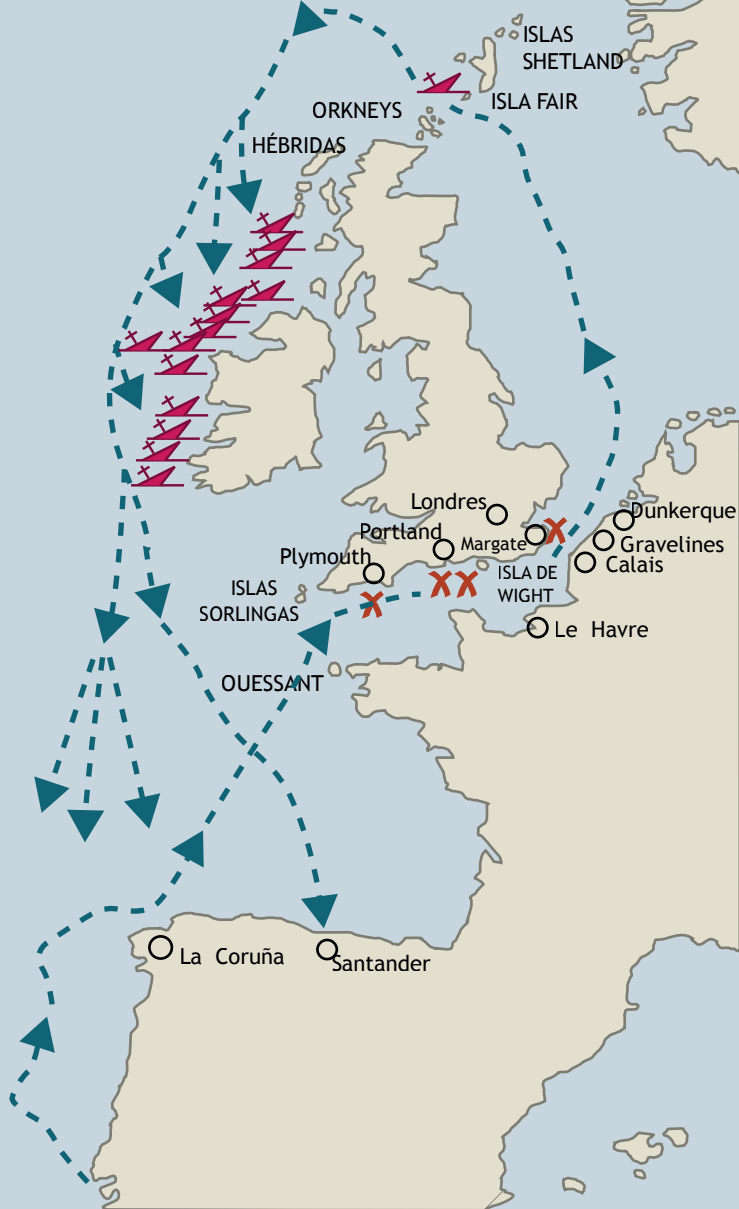 ISLAS
SHETLAND
ISLA FAIR
ORKNEYS
HÉBRIDAS
Londres
Dunkerque
Portland
Margate
Gravelines
Plymouth
Calais
ISLA DE
WIGHT
ISLAS
SORLINGAS
Le Havre
OUESSANT
La Coruña
Santander